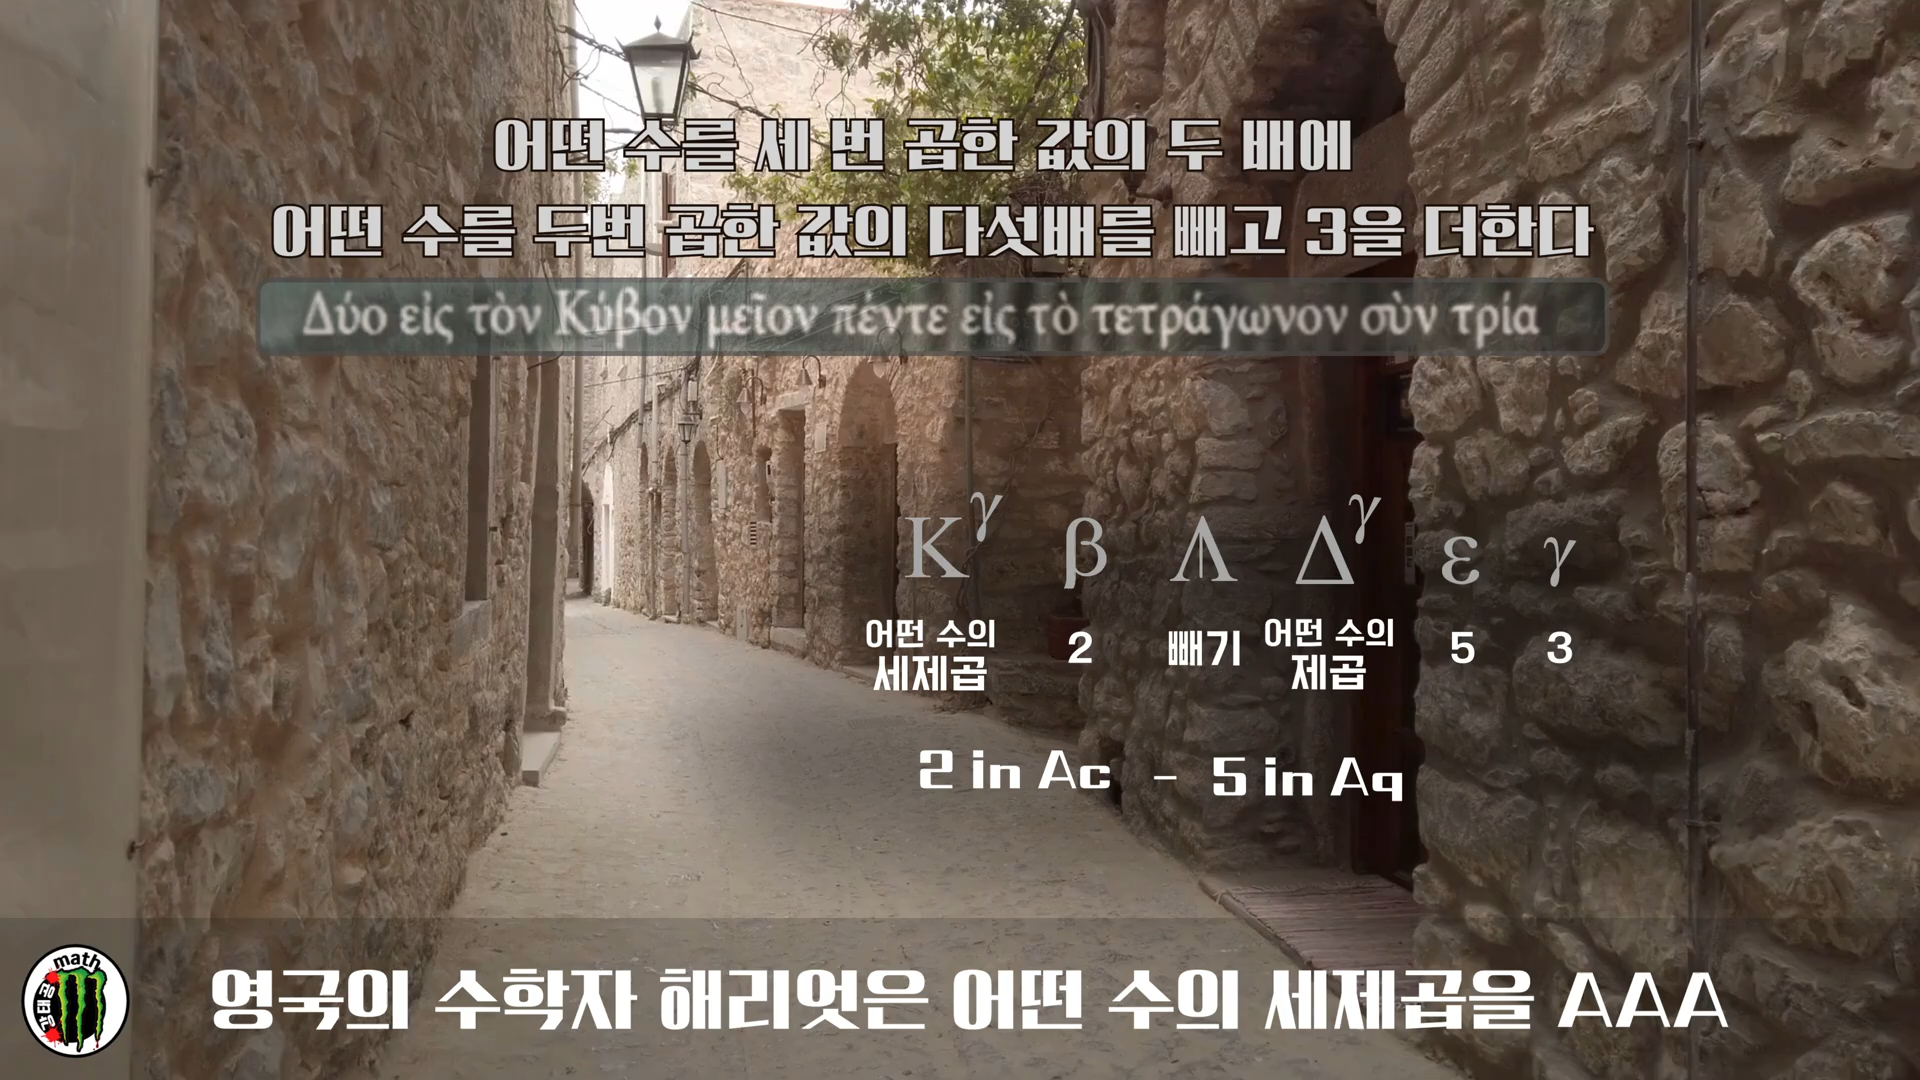 어떤 수를 세 번 곱한 값의 두 배에
어떤 수를 두번 곱한 값의 다섯배를 빼고 3을 더한다
Δύο εἰς τὸν Κύβον μεῖον πέντε εἰς τὸ τετράγωνον σὺν τρία
Κγ β Λ Δγ ε γ
어떤 수의 세제곱 2 빼기 어떤 수의 제곱 5 3
2 in Ac - 5 in Aq
math
영국의 수학자 해리엇은 어떤 수의 세제곱을 AAA